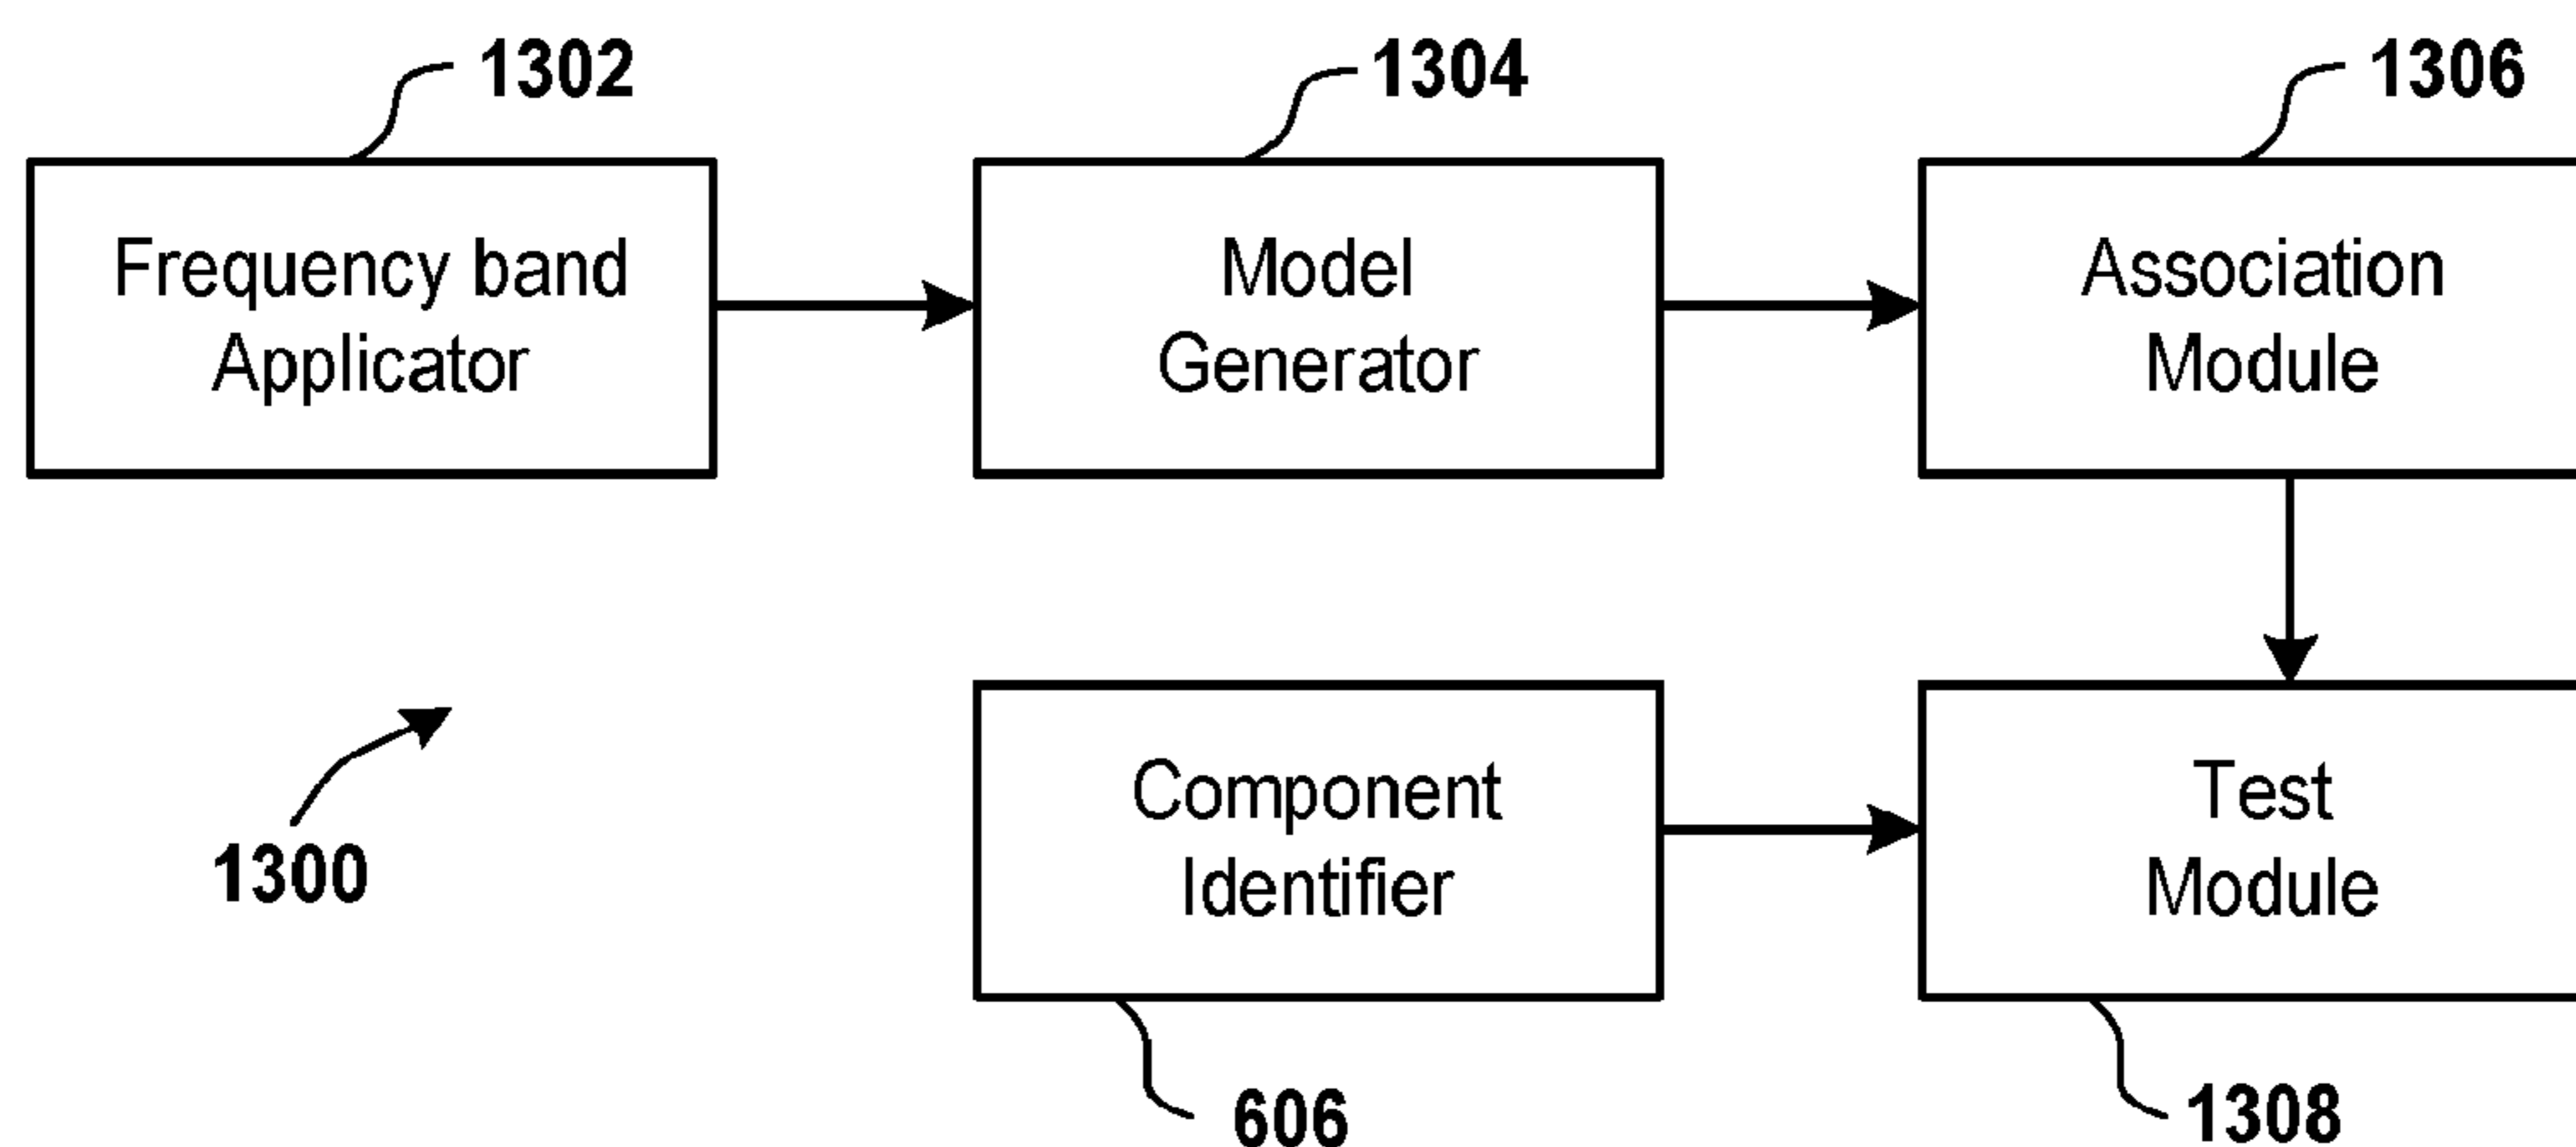 1302
1304
1306
Frequency band
Applicator
Model
Generator
Association
Module
1300
Component
Identifier
Test
Module
606
1308